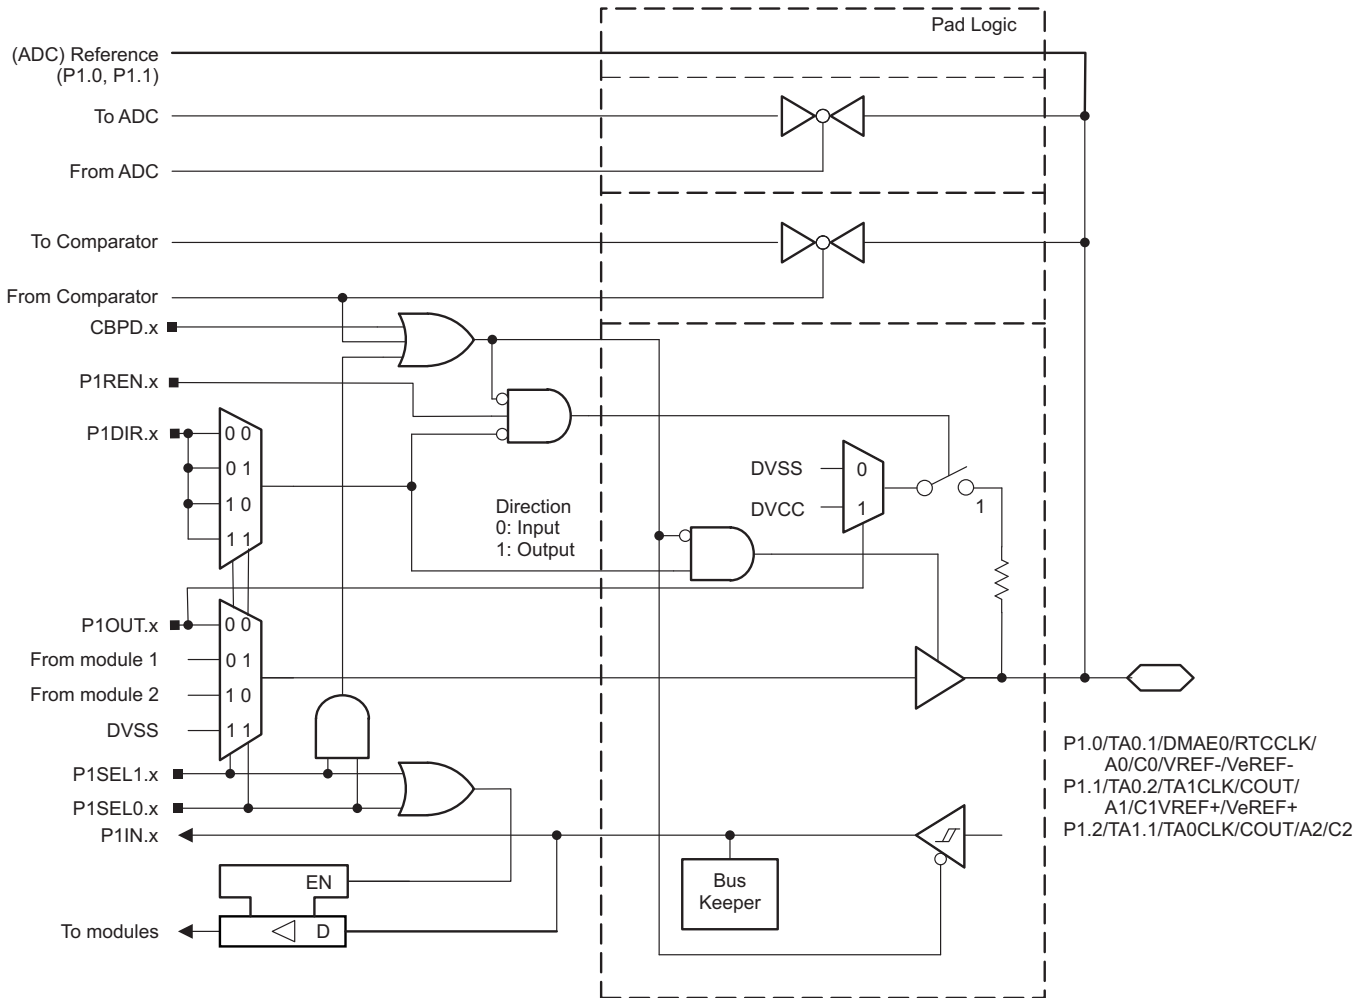 Pad Logic
(ADC) Reference
(P1.0, P1.1)
To ADC
From ADC
To Comparator
From Comparator
CBPD.x
P1REN.x
P1DIR.x
0 0
0 1
1 0
1 1
Direction
0: Input
1: Output
DVSS
0
DVCC
1
1
P1OUT.x
0 0
From module 1
0 1
From module 2
1 0
DVSS
1 1
P1SEL1.x
P1SEL0.x
P1IN.x
EN
D
To modules
Bus
Keeper
P1.0/TA0.1/DMAE0/RTCCLK/
A0/C0/VREF-/VeREF-
P1.1/TA0.2/TA1CLK/COUT/
A1/C1VREF+/VeREF+
P1.2/TA1.1/TA0CLK/COUT/A2/C2